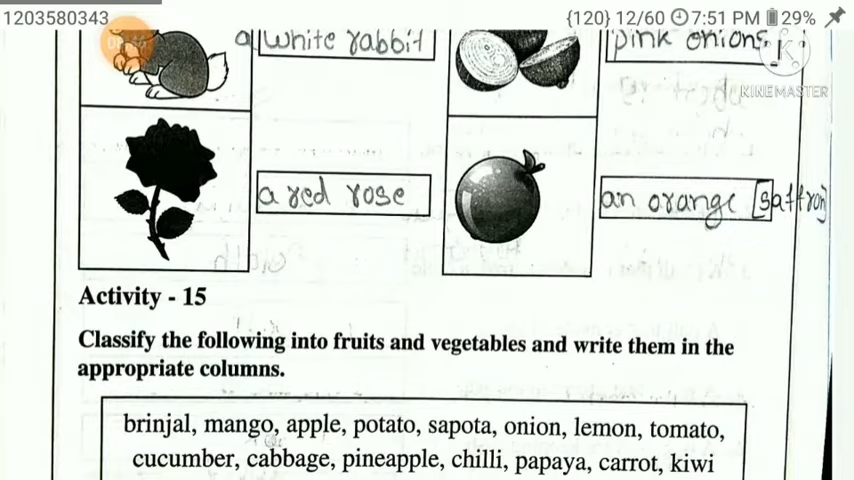 1203580343
{120} 12/60 7:51 PM 29%
a white rabbit
pink onions
KINEMASTER
a red rose
an orange [saffron]
Activity - 15
Classify the following into fruits and vegetables and write them in the
appropriate columns.
brinjal, mango, apple, potato, sapota, onion, lemon, tomato,
cucumber, cabbage, pineapple, chilli, papaya, carrot, kiwi